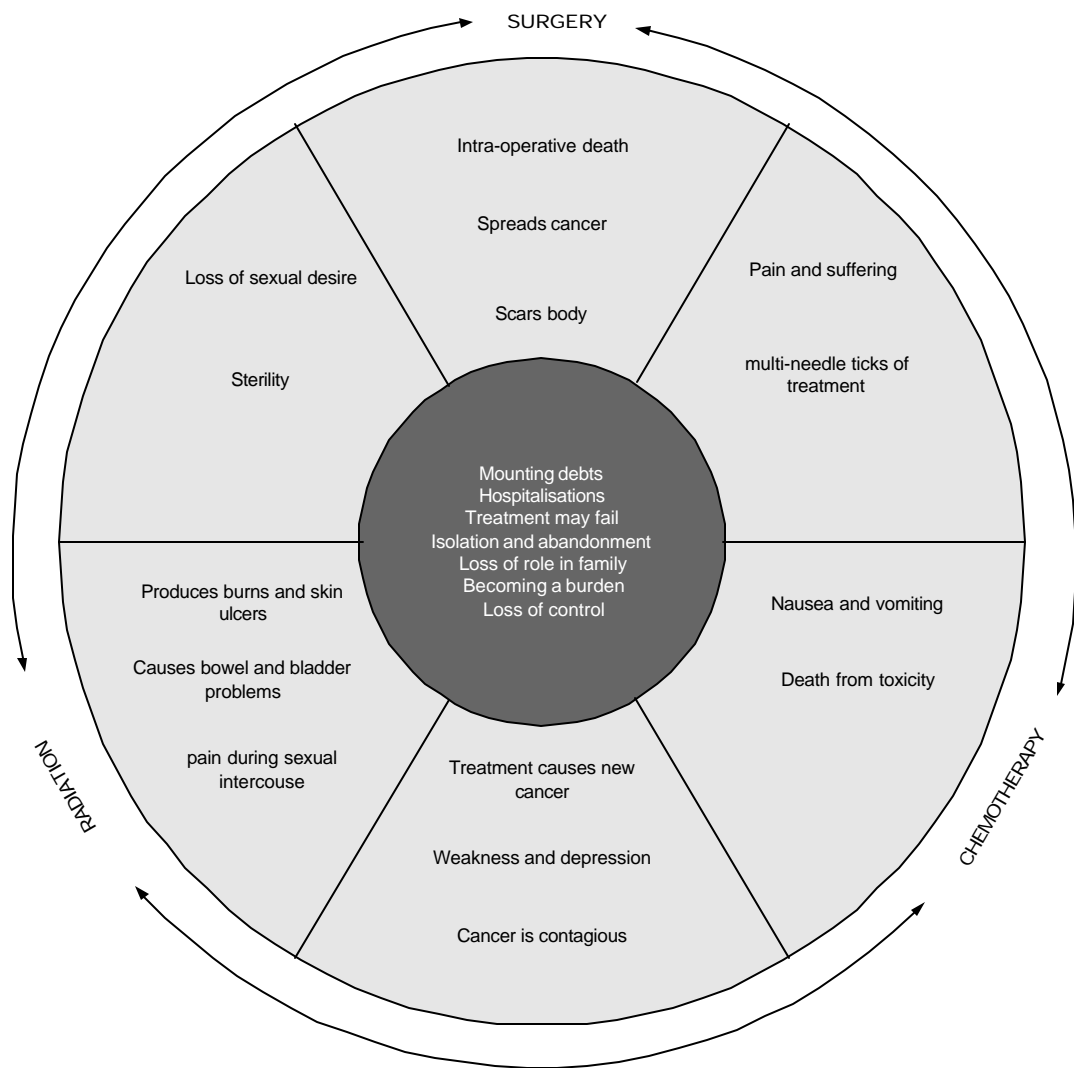 SURGERY
Intra-operative death
Spreads cancer
Scars body
Loss of sexual desire
Sterility
Pain and suffering
multi-needle ticks of
treatment
Mounting debts
Hospitalisations
Treatment may fail
Isolation and abandonment
Loss of role in family
Becoming a burden
Loss of control
Produces burns and skin
ulcers
Causes bowel and bladder
problems
pain during sexual
intercouse
Nausea and vomiting
Death from toxicity
Treatment causes new
cancer
Weakness and depression
Cancer is contagious
RADIATION
CHEMOTHERAPY